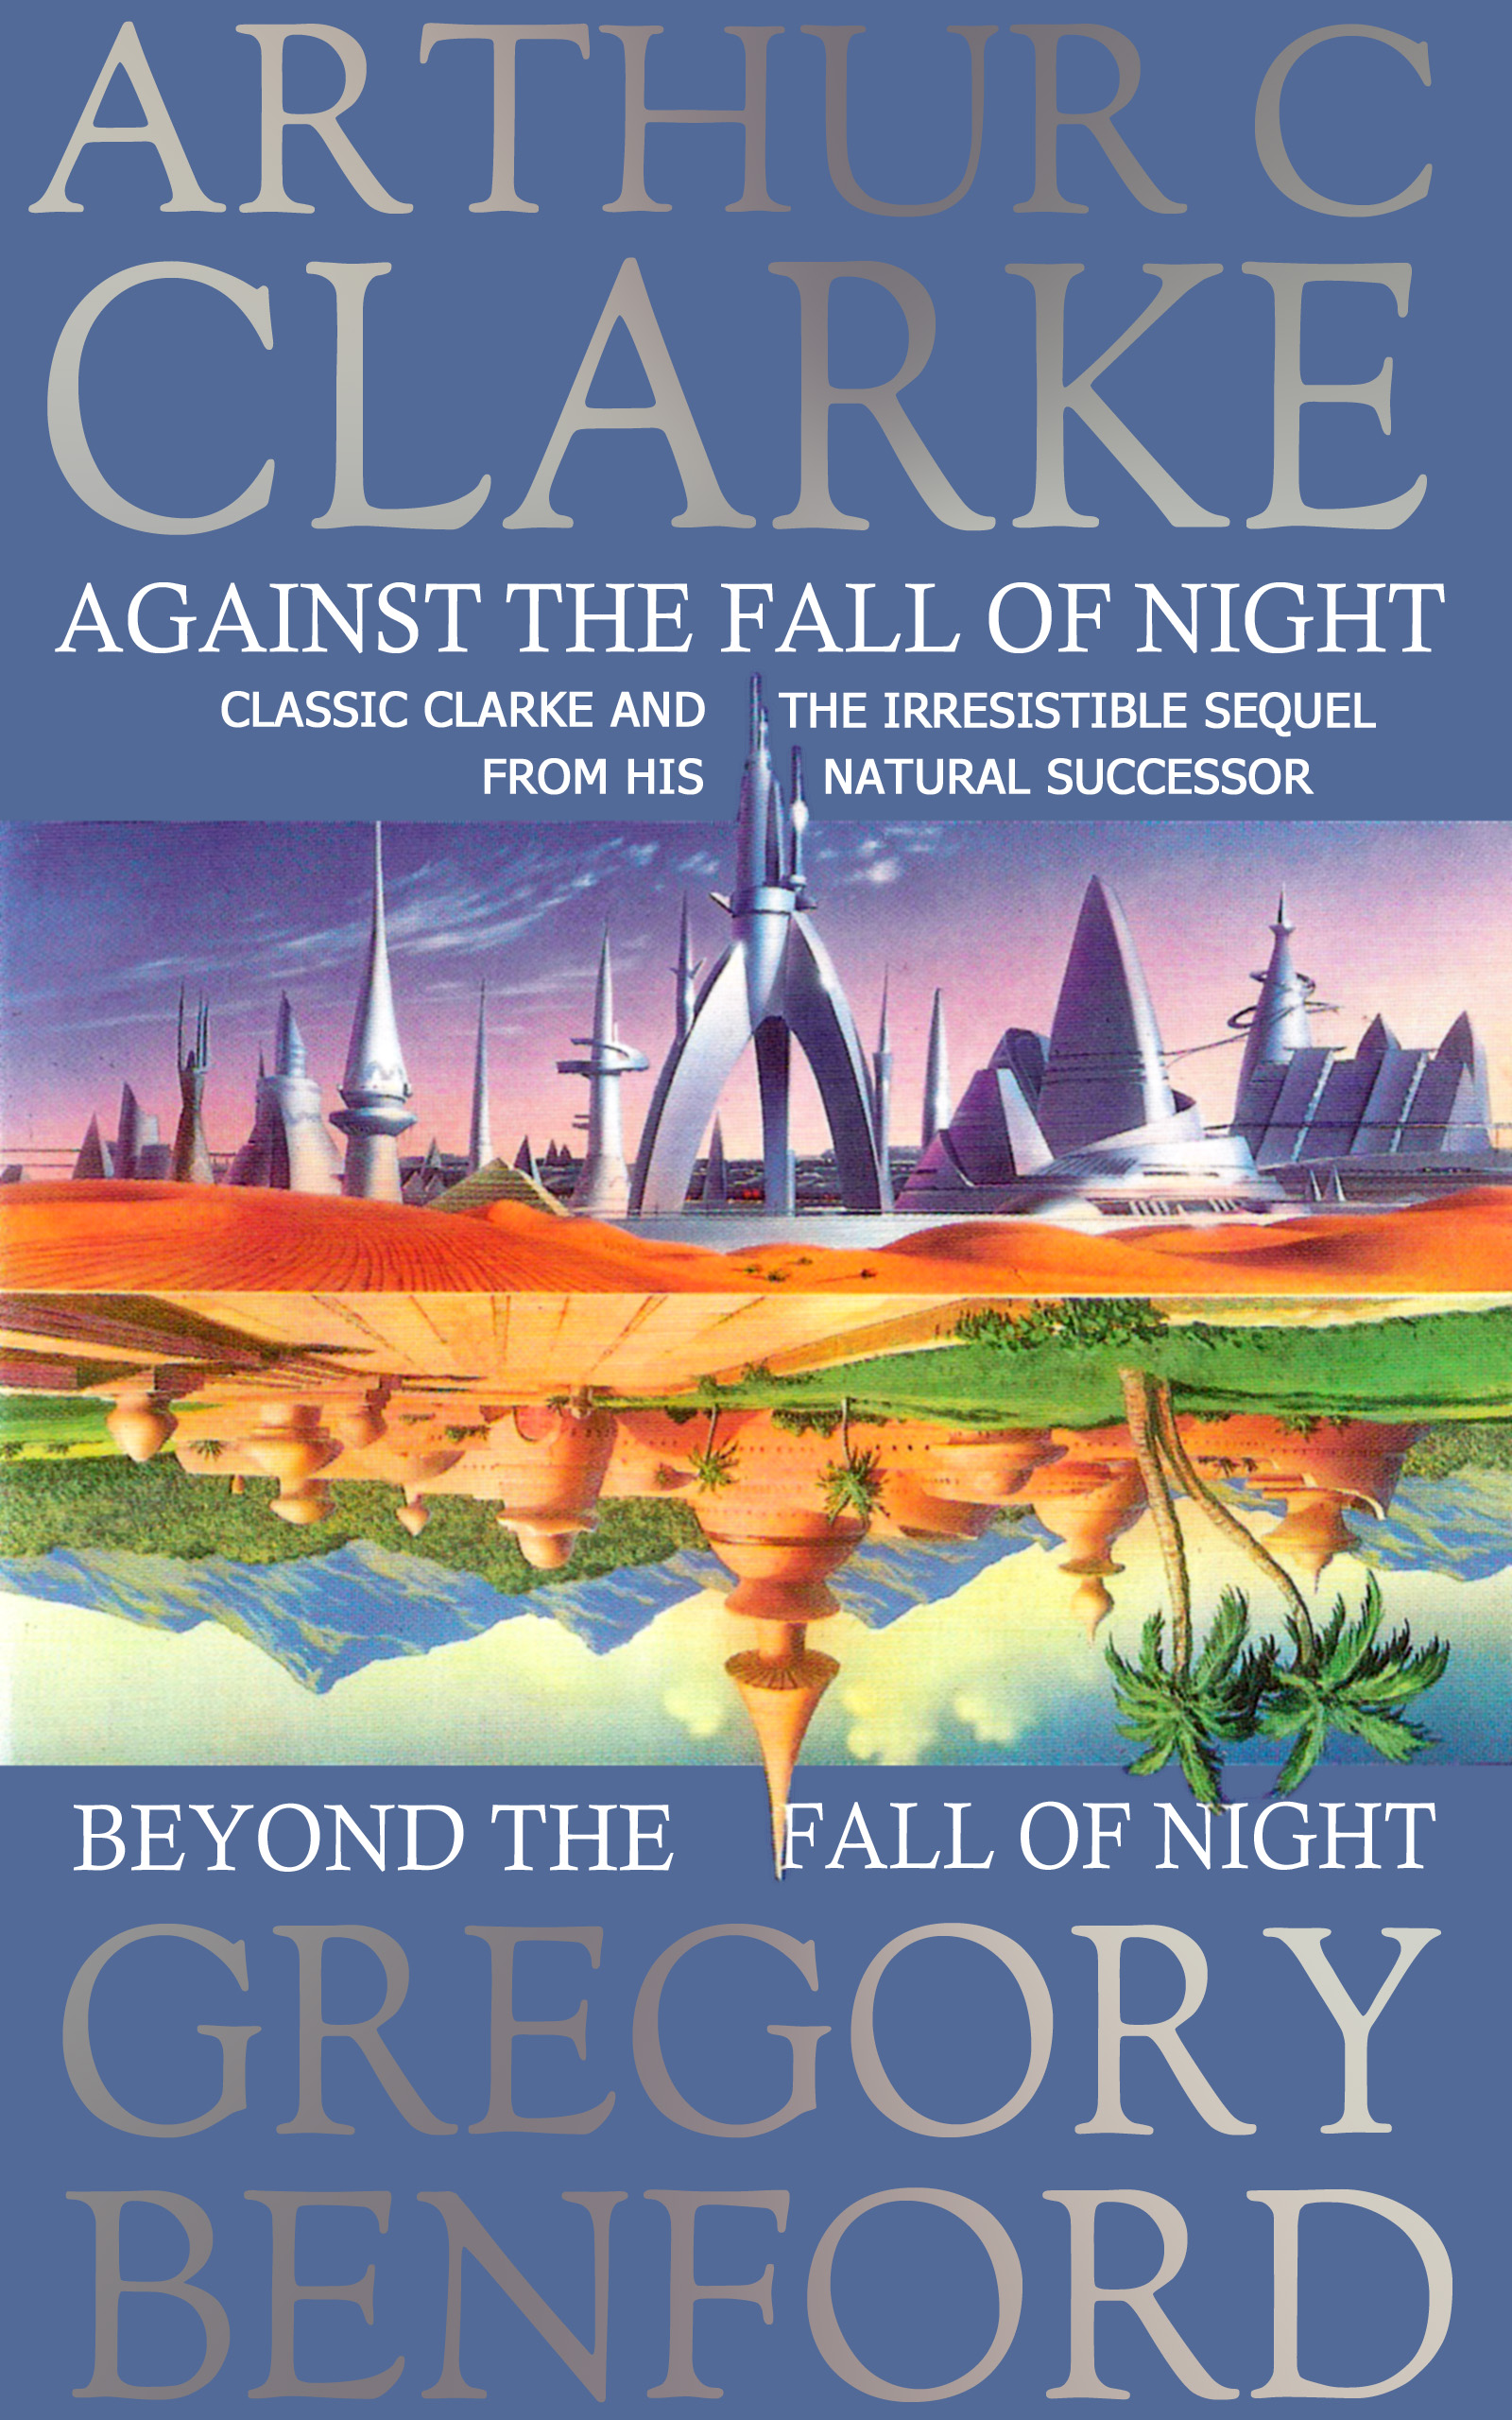 ARTHUR C
CLARKE
AGAINST THE FALL OF NIGHT
CLASSIC CLARKE AND THE IRRESISTIBLE SEQUEL
FROM HIS NATURAL SUCCESSOR
BEYOND THE FALL OF NIGHT
GREGORY
BENFORD